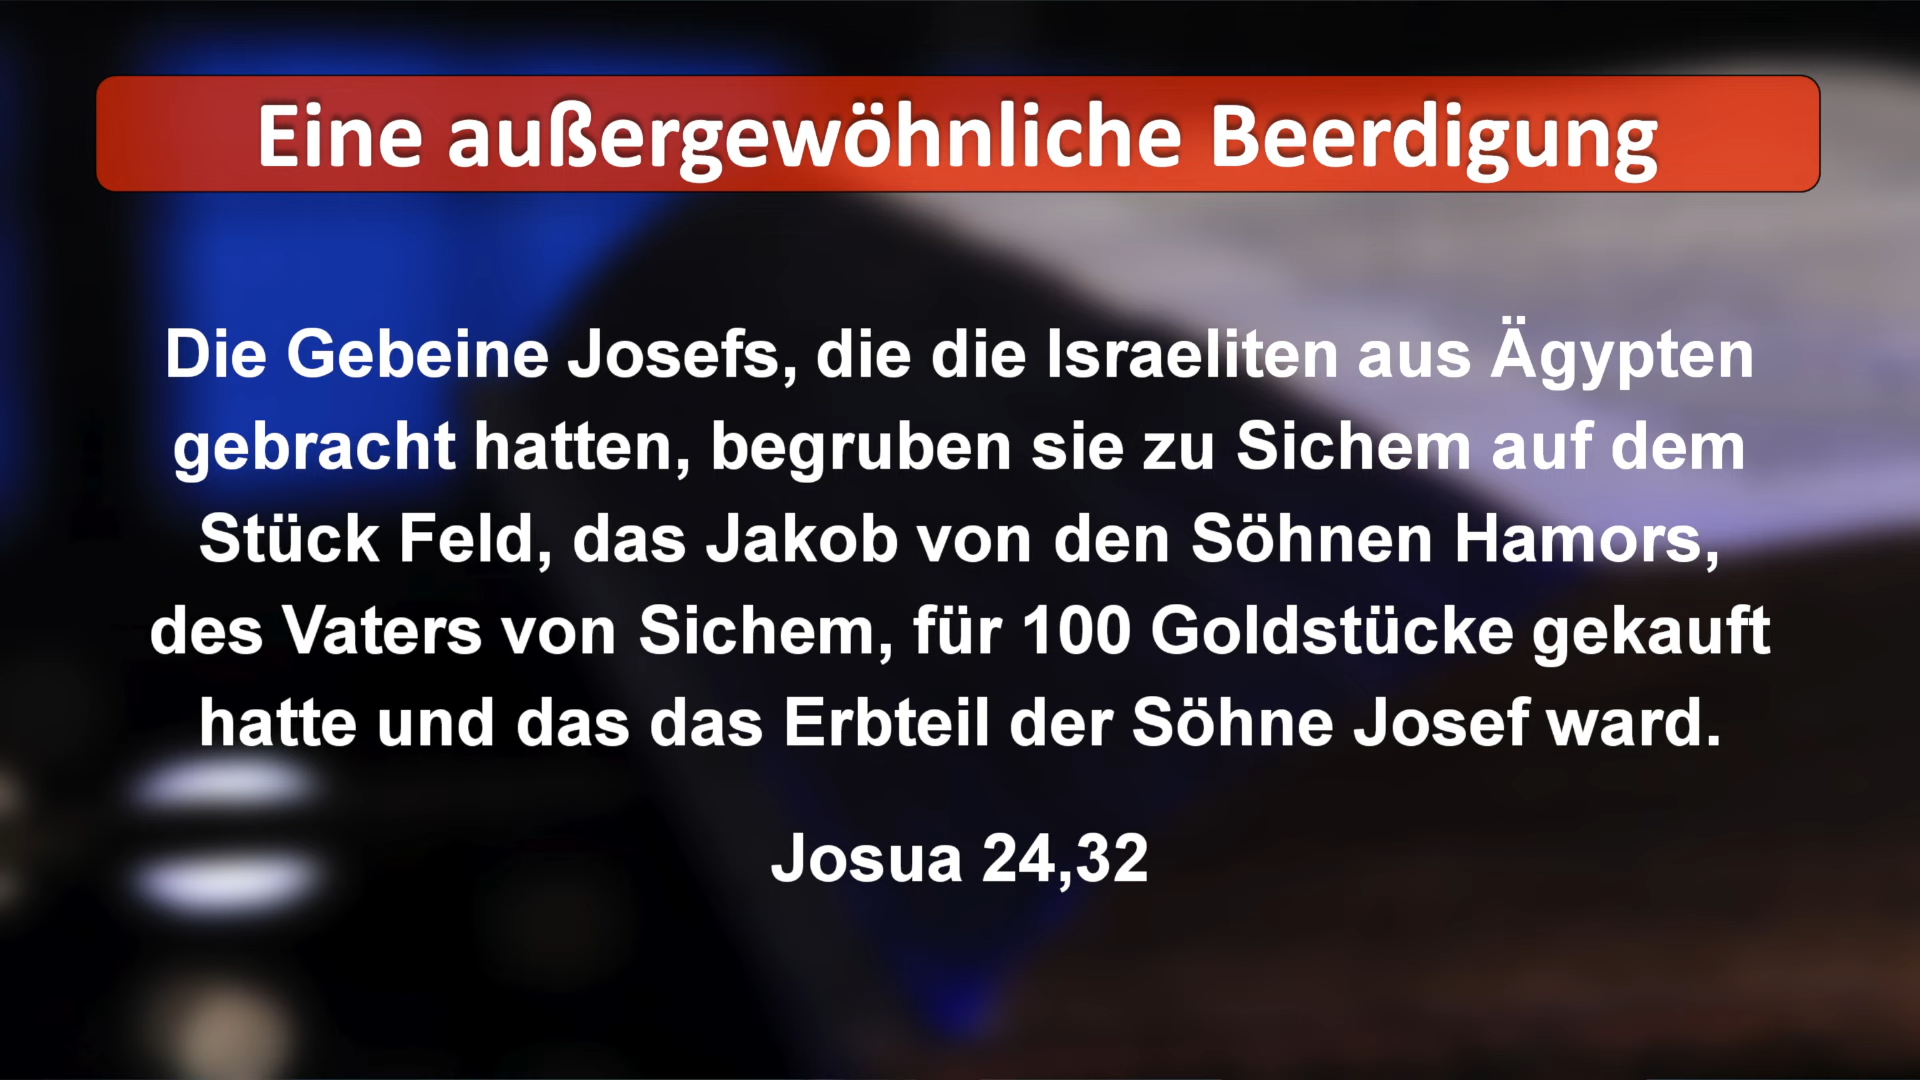 Eine außergewöhnliche Beerdigung
Die Gebeine Josefs, die die Israeliten aus Ägypten
gebracht hatten, begruben sie zu Sichem auf dem
Stück Feld, das Jakob von den Söhnen Hamors,
des Vaters von Sichem, für 100 Goldstücke gekauft
hatte und das das Erbteil der Söhne Josef ward.
Josua 24,32